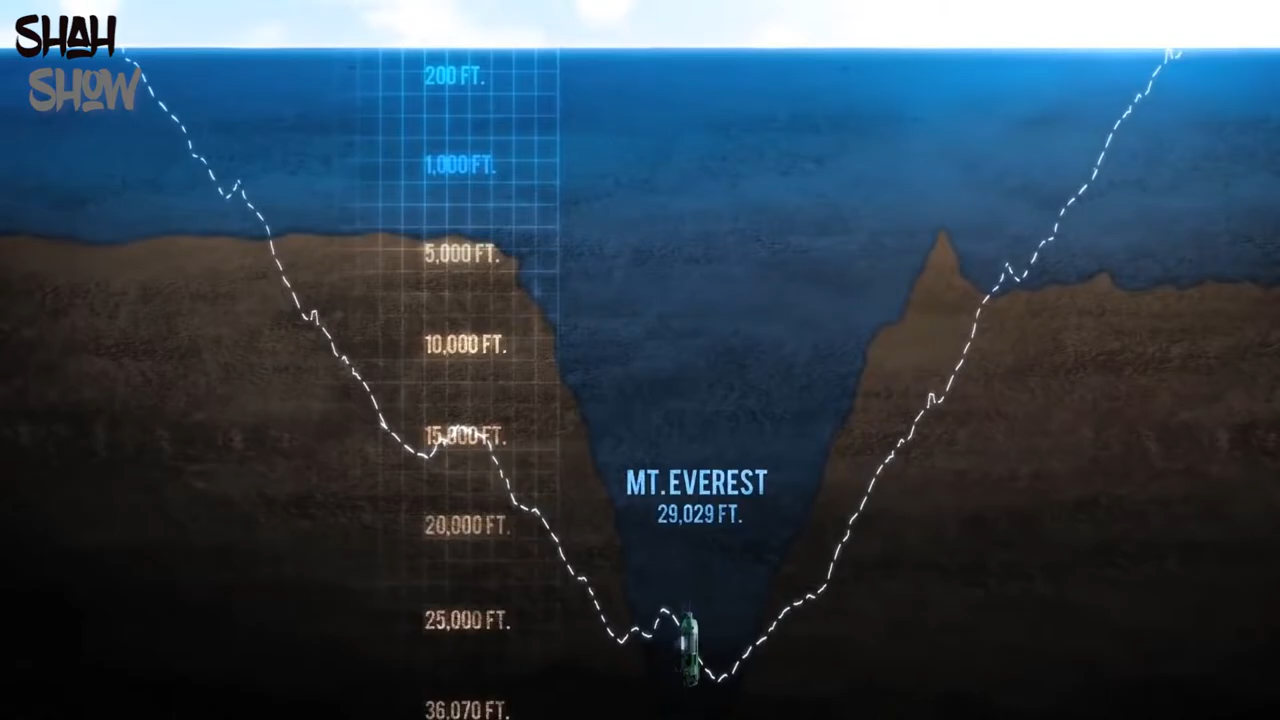 SHAH
SHOW
200 FT.
1,000 FT.
5,000 FT.
10,000 FT.
15,000 FT.
MT. EVEREST
29,029 FT.
20,000 FT.
25,000 FT.
36,070 FT.